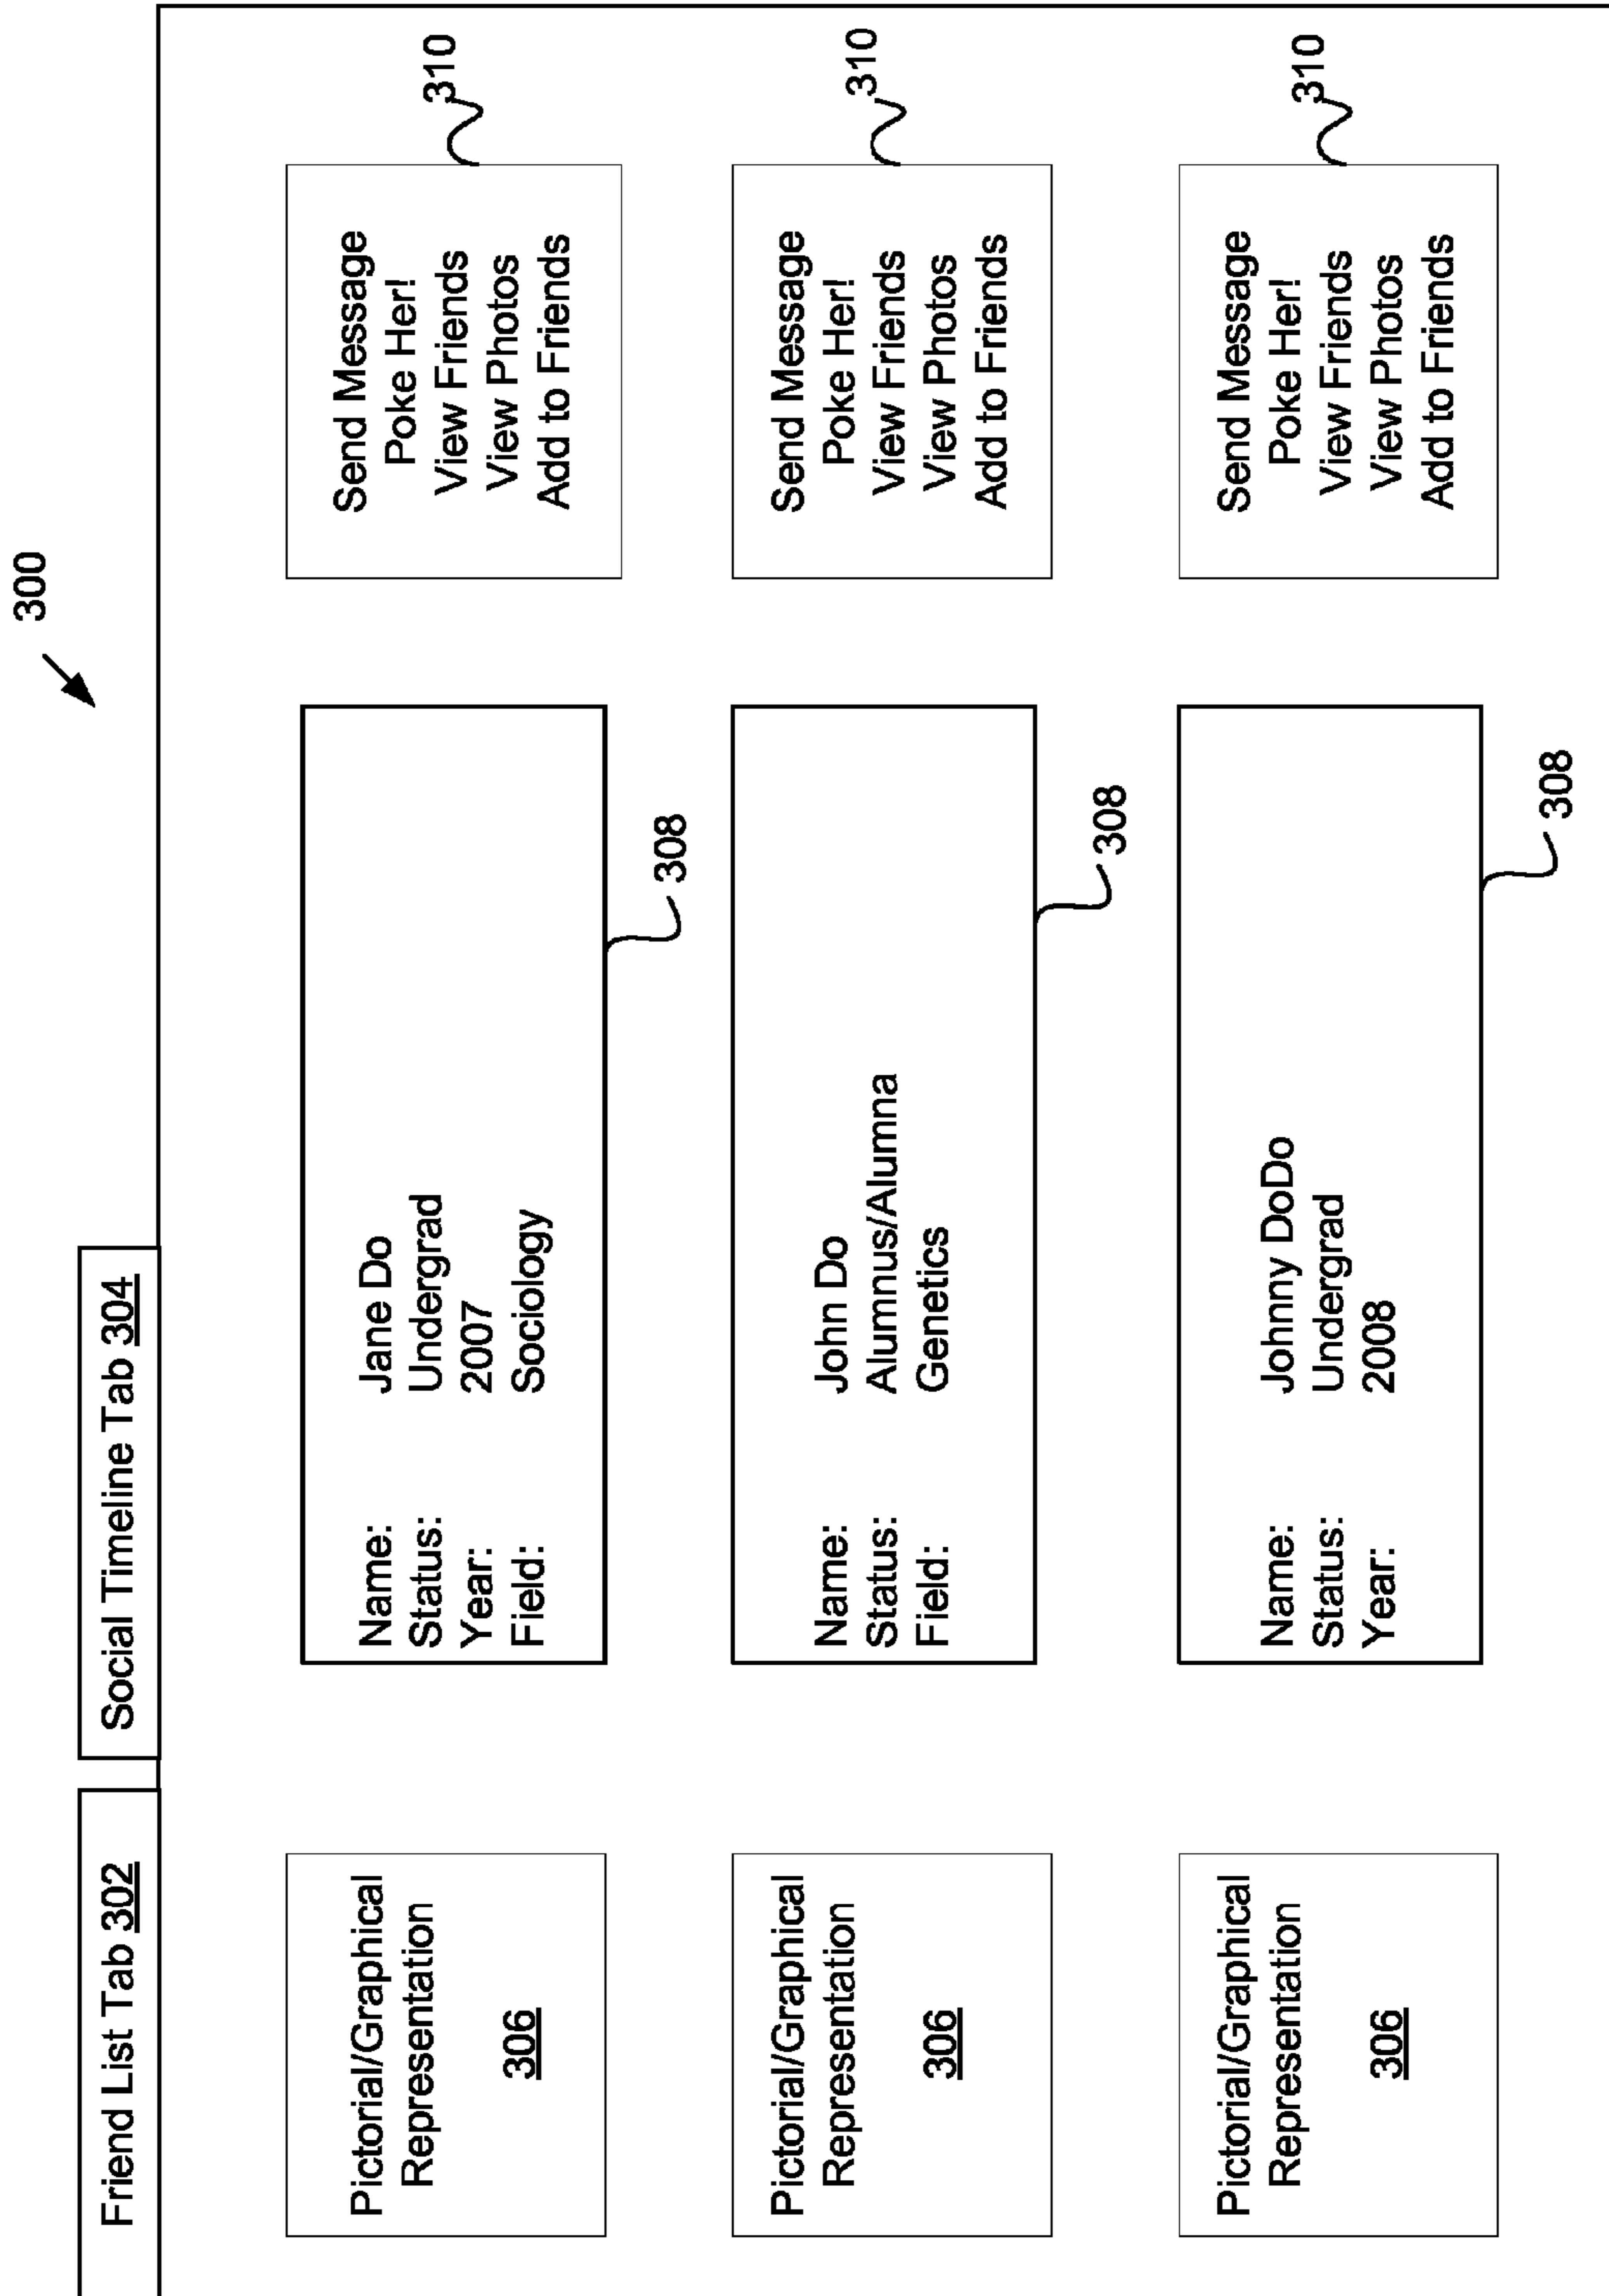 300
Friend List Tab 302
Social Timeline Tab 304
Pictorial/Graphical
Representation
306
Name: Jane Do
Status: Undergrad
Year: 2007
Field: Sociology
308
Send Message
Poke Her!
View Friends
View Photos
Add to Friends
310
Pictorial/Graphical
Representation
306
Name: John Do
Status: Alumnus/Alumna
Field: Genetics
308
Send Message
Poke Her!
View Friends
View Photos
Add to Friends
310
Pictorial/Graphical
Representation
306
Name: Johnny DoDo
Status: Undergrad
Year: 2008
308
Send Message
Poke Her!
View Friends
View Photos
Add to Friends
310